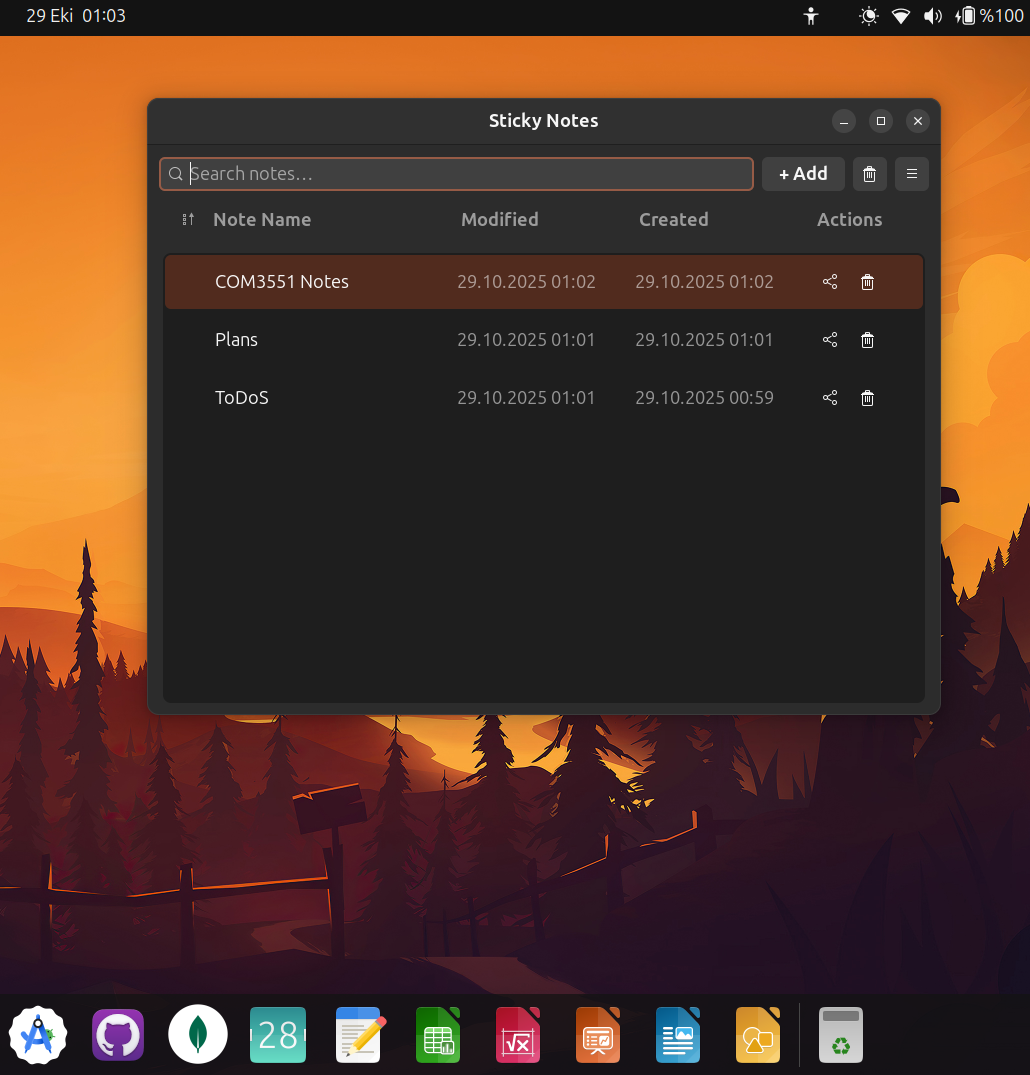 29 Eki 01:03
%100
Sticky Notes
Search notes...
+ Add
Note Name Modified Created Actions
COM3551 Notes 29.10.2025 01:02 29.10.2025 01:02
Plans 29.10.2025 01:01 29.10.2025 01:01
ToDoS 29.10.2025 01:01 29.10.2025 00:59
28
√x